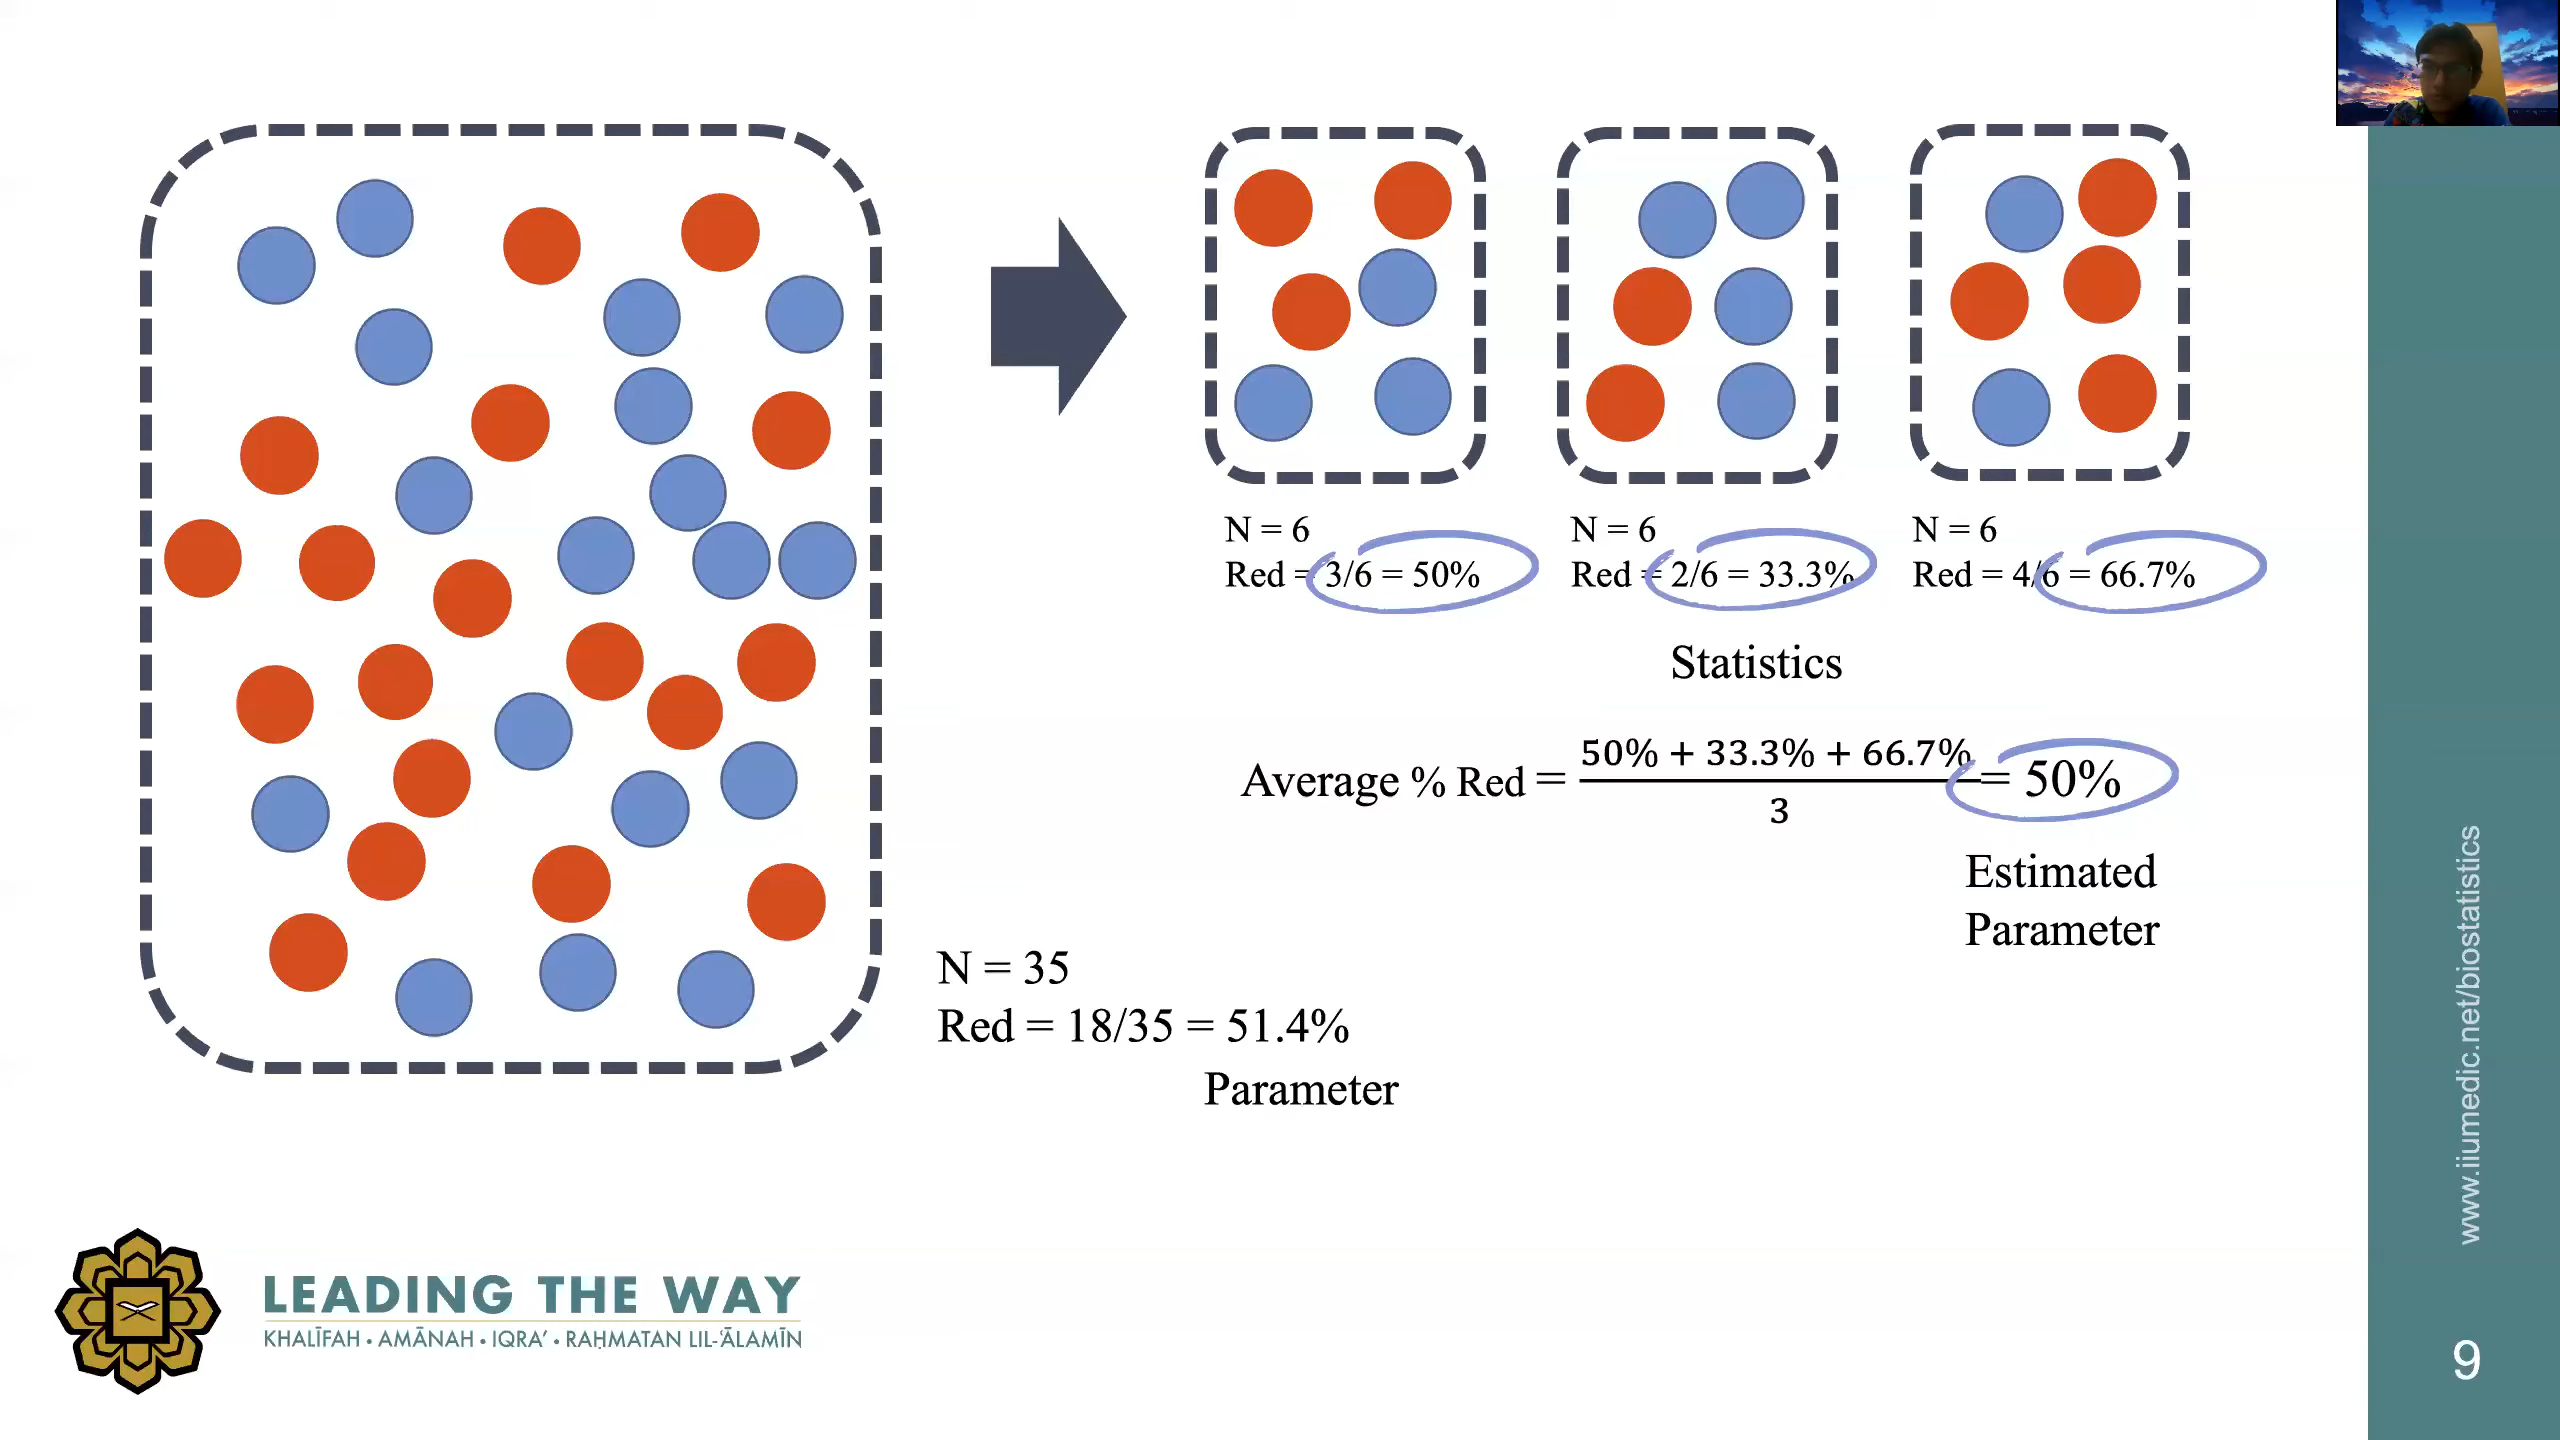 N = 6
Red = 3/6 = 50%
N = 6
Red = 2/6 = 33.3%
N = 6
Red = 4/6 = 66.7%
Statistics
Average % Red = (50% + 33.3% + 66.7%)/3 = 50%
Estimated
Parameter
N = 35
Red = 18/35 = 51.4%
Parameter
LEADING THE WAY
KHALĪFAH • AMĀNAH • IQRA’ • RAḤMATAN LIL-‘ĀLAMĪN
www.iiumedic.net/biostatistics
9